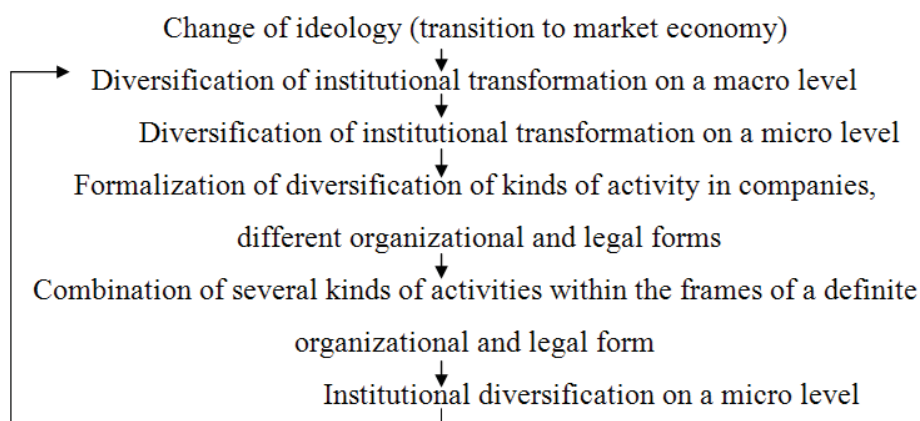 Change of ideology (transition to market economy)
Diversification of institutional transformation on a macro level
Diversification of institutional transformation on a micro level
Formalization of diversification of kinds of activity in companies,
different organizational and legal forms
Combination of several kinds of activities within the frames of a definite
organizational and legal form
Institutional diversification on a micro level